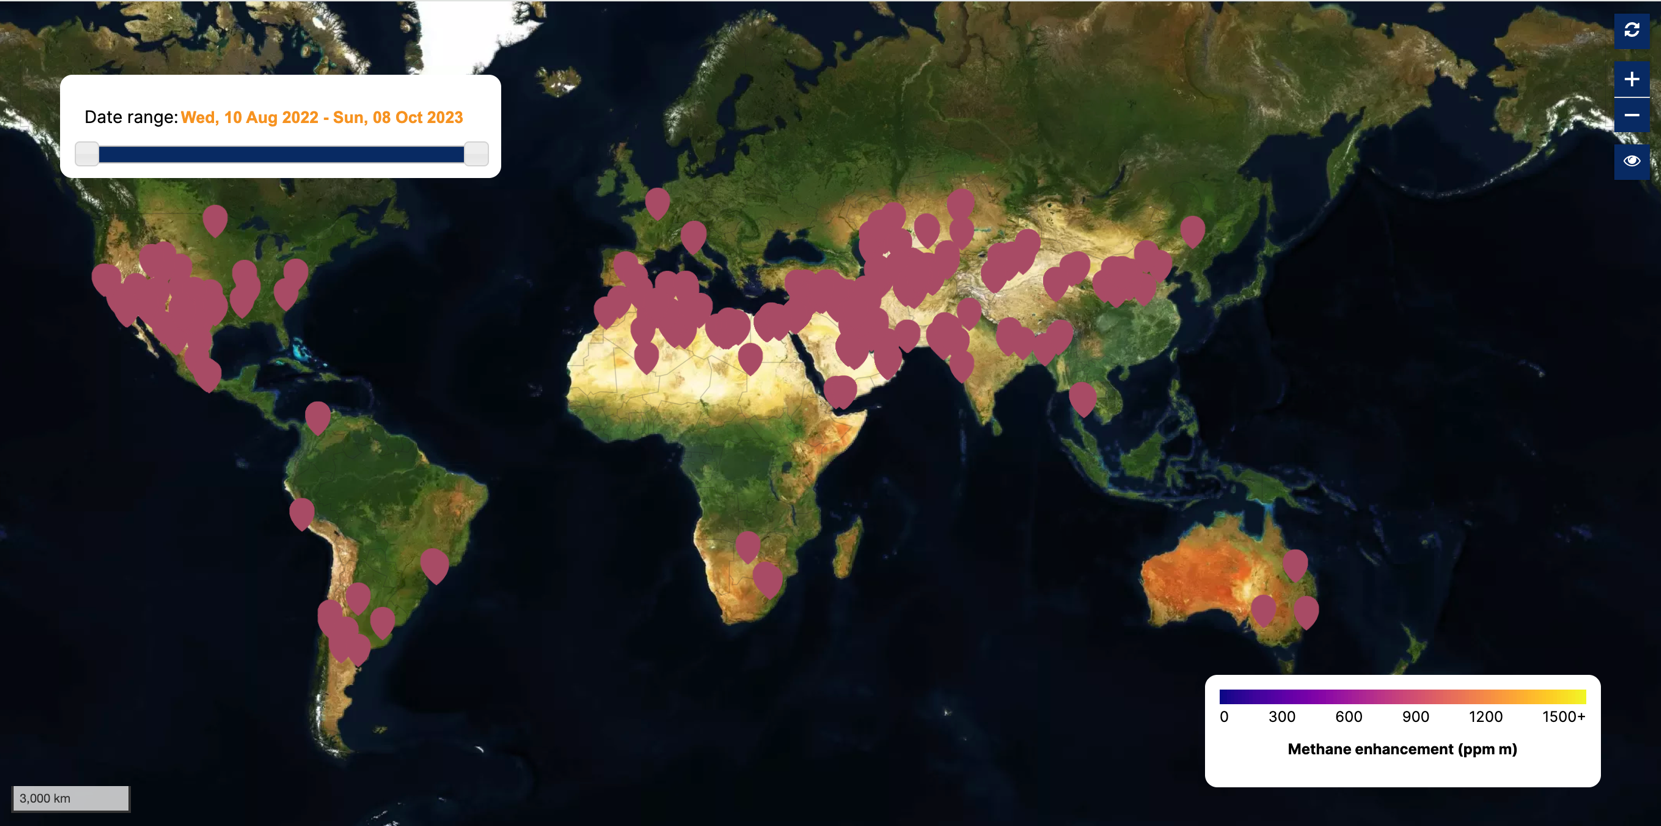 Date range: Wed, 10 Aug 2022 - Sun, 08 Oct 2023
+
−
0 300 600 900 1200 1500+
Methane enhancement (ppm m)
3,000 km